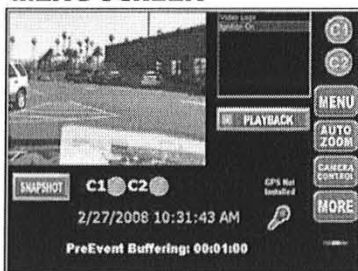 Video Logs
Ignition On
C1
C2
PLAYBACK
MENU
AUTO ZOOM
CAMERA CONTROL
MORE
SNAPSHOT
C1 C2
GPS Not Installed
2/27/2008 10:31:43 AM
PreEvent Buffering: 00:01:00